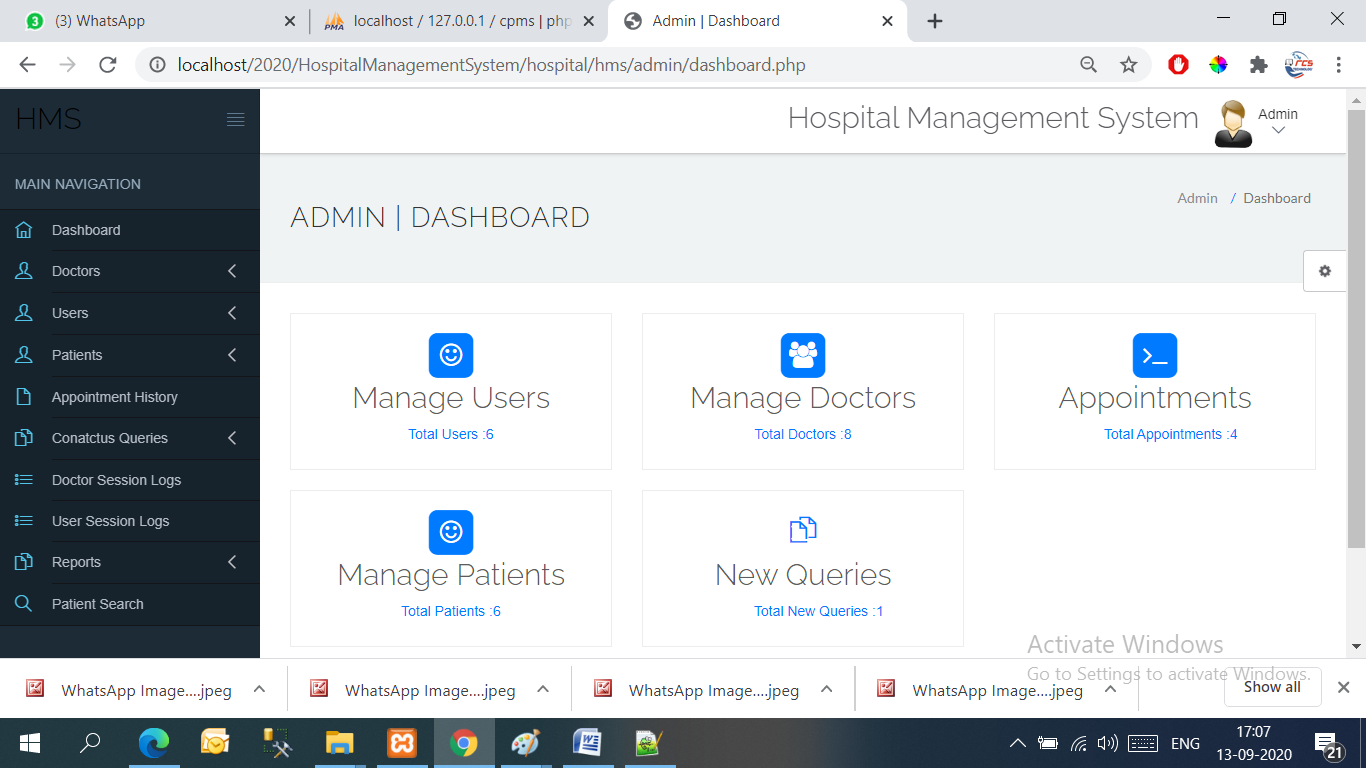 (3) WhatsApp
localhost / 127.0.0.1 / cpms | php
Admin | Dashboard
localhost/2020/HospitalManagementSystem/hospital/hms/admin/dashboard.php
HMS
Hospital Management System
Admin
MAIN NAVIGATION
Dashboard
Doctors
Users
Patients
Appointment History
Conatctus Queries
Doctor Session Logs
User Session Logs
Reports
Patient Search
ADMIN | DASHBOARD
Admin / Dashboard
Manage Users
Total Users :6
Manage Doctors
Total Doctors :8
Appointments
Total Appointments :4
Manage Patients
Total Patients :6
New Queries
Total New Queries :1
Activate Windows
Go to Settings to activate Windows.
WhatsApp Image....jpeg
WhatsApp Image....jpeg
WhatsApp Image....jpeg
WhatsApp Image....jpeg
Show all
ENG
17:07
13-09-2020
21